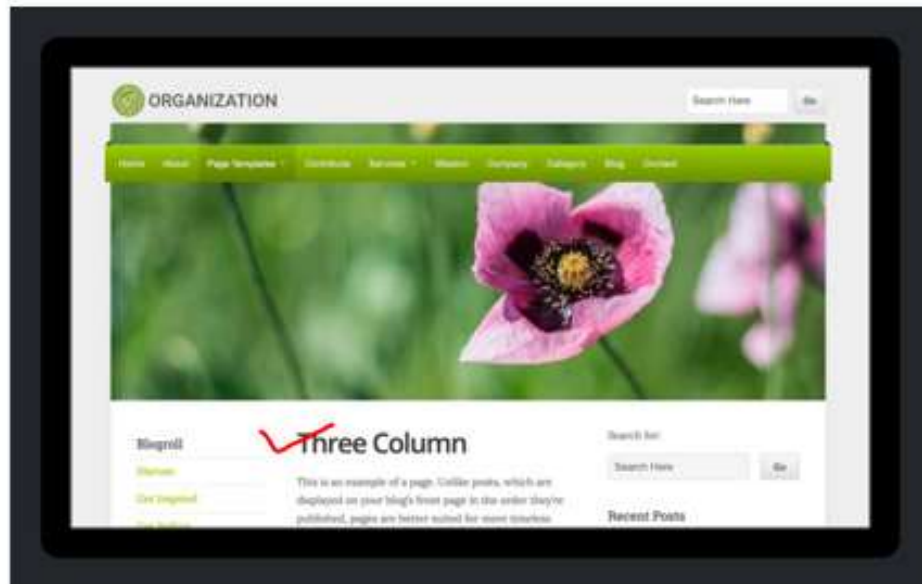 ORGANIZATION
Search Here Go
Home About Page Templates Contribute Services Mission Company Category Blog Contact
Blogroll
Three Column
This is an example of a page. Unlike posts, which are
displayed on your blog's front page in the order they're
published, pages are better suited for more timeless
Search for:
Search Here Go
Recent Posts
Get Inspired